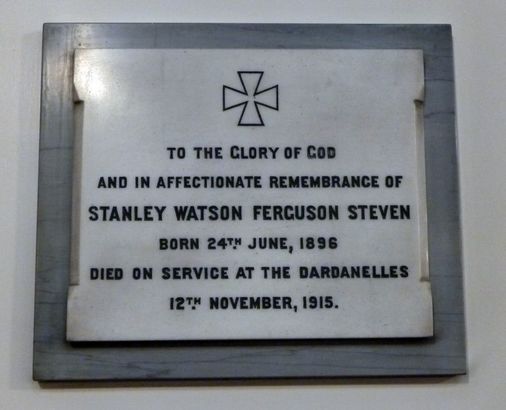 TO THE GLORY OF GOD
AND IN AFFECTIONATE REMEMBRANCE OF
STANLEY WATSON FERGUSON STEVEN
BORN 24TH JUNE, 1896
DIED ON SERVICE AT THE DARDANELLES
12TH NOVEMBER, 1915.